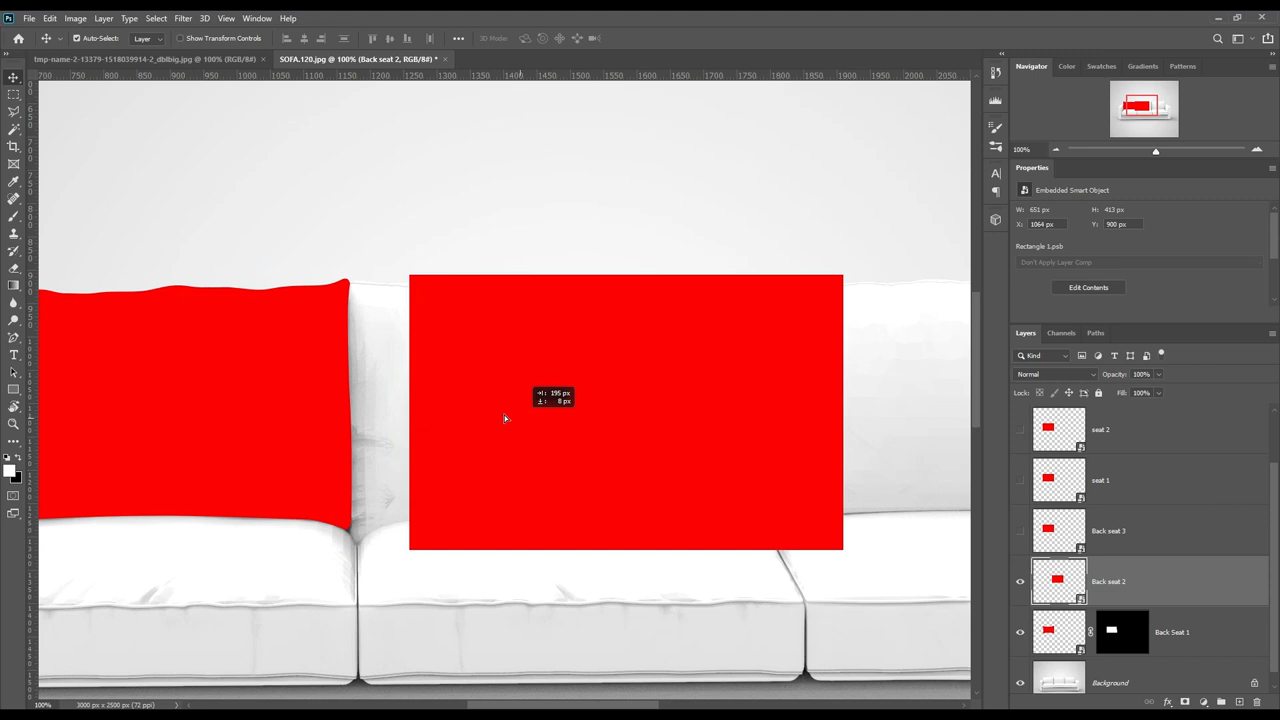 Ps File Edit Image Layer Type Select Filter 3D View Window Help
Auto-Select: Layer Show Transform Controls 3D Mode:
tmp-name-2-13379-1518039914-2_dblbig.jpg @ 100% (RGB/8#) × SOFA.120.jpg @ 100% (Back seat 2, RGB/8#) * ×
700 750 800 850 900 950 1000 1050 1100 1150 1200 1250 1300 1350 1400 1450 1500 1550 1600 1650 1700 1750 1800 1850 1900 1950 2000 2050
Navigator Color Swatches Gradients Patterns
100%
Properties
Embedded Smart Object
W: 651 px H: 413 px
X: 1064 px Y: 900 px
Rectangle 1.psb
Don't Apply Layer Comp
Edit Contents
Layers Channels Paths
Kind
Normal Opacity: 100%
Lock: Fill: 100%
→: 195 px
↓: 8 px
seat 2
seat 1
Back seat 3
Back seat 2
Back Seat 1
Background
100% 3000 px x 2500 px (72 ppi)